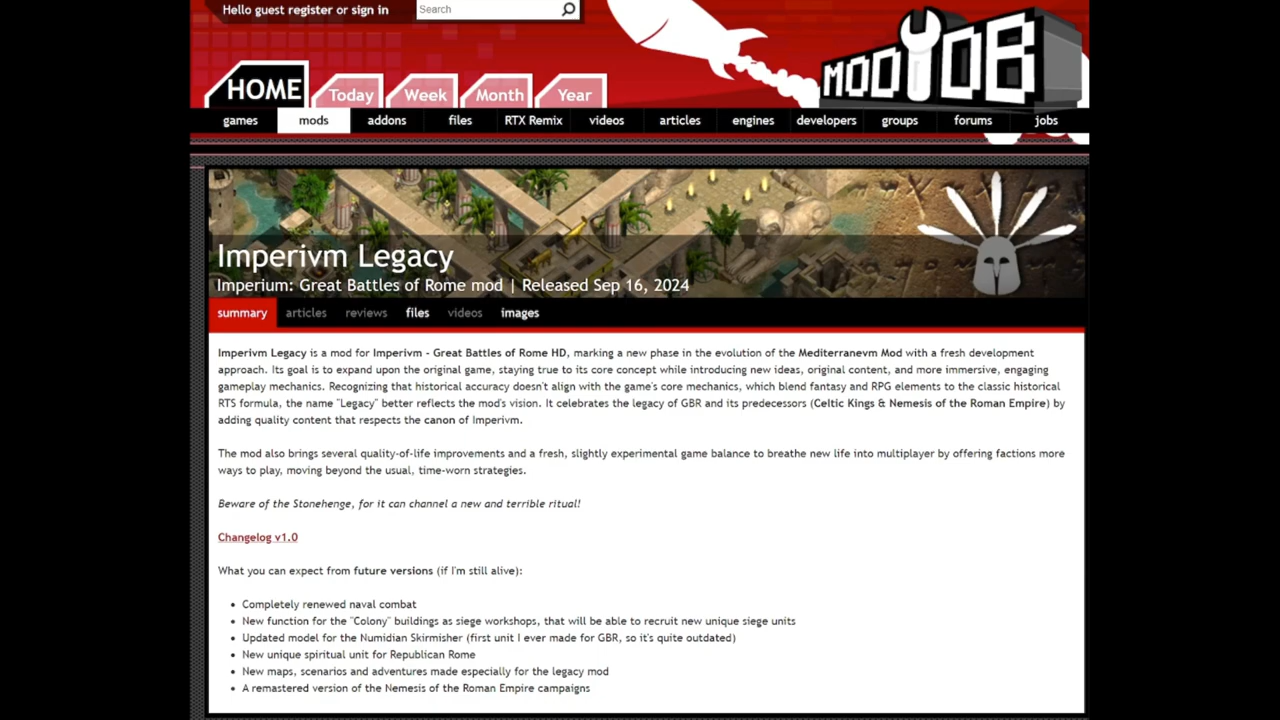 Hello guest register or sign in
Search
MODDB
HOME
Today
Week
Month
Year
games
mods
addons
files
RTX Remix
videos
articles
engines
developers
groups
forums
jobs
Imperivm Legacy
Imperium: Great Battles of Rome mod | Released Sep 16, 2024
summary
articles
reviews
files
videos
images
Imperivm Legacy is a mod for Imperivm - Great Battles of Rome HD, marking a new phase in the evolution of the Mediterranevm Mod with a fresh development
approach. Its goal is to expand upon the original game, staying true to its core concept while introducing new ideas, original content, and more immersive, engaging
gameplay mechanics. Recognizing that historical accuracy doesn't align with the game's core mechanics, which blend fantasy and RPG elements to the classic historical
RTS formula, the name "Legacy" better reflects the mod's vision. It celebrates the legacy of GBR and its predecessors (Celtic Kings & Nemesis of the Roman Empire) by
adding quality content that respects the canon of Imperivm.
The mod also brings several quality-of-life improvements and a fresh, slightly experimental game balance to breathe new life into multiplayer by offering factions more
ways to play, moving beyond the usual, time-worn strategies.
Beware of the Stonehenge, for it can channel a new and terrible ritual!
Changelog v1.0
What you can expect from future versions (if I'm still alive):
• Completely renewed naval combat
• New function for the "Colony" buildings as siege workshops, that will be able to recruit new unique siege units
• Updated model for the Numidian Skirmisher (first unit I ever made for GBR, so it's quite outdated)
• New unique spiritual unit for Republican Rome
• New maps, scenarios and adventures made especially for the legacy mod
• A remastered version of the Nemesis of the Roman Empire campaigns